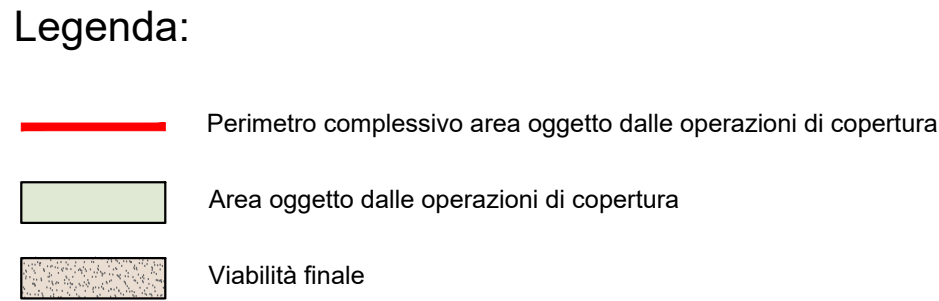 Legenda:
Perimetro complessivo area oggetto dalle operazioni di copertura
Area oggetto dalle operazioni di copertura
Viabilità finale